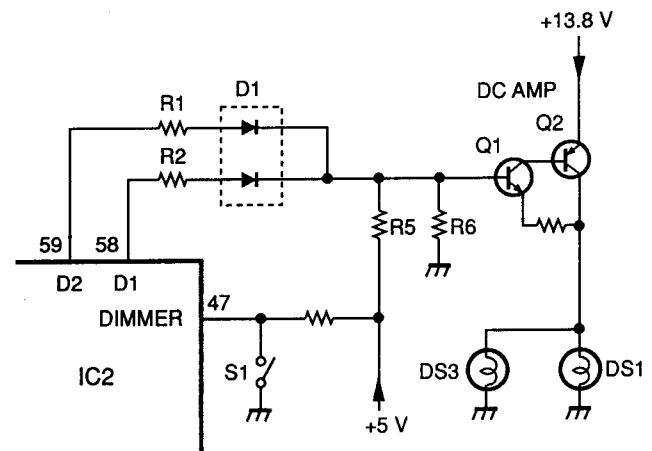 +13.8 V
D1
DC AMP
R1
Q1
Q2
R2
59
58
R5
R6
D2
D1
47
DIMMER
S1
IC2
DS3
DS1
+5 V